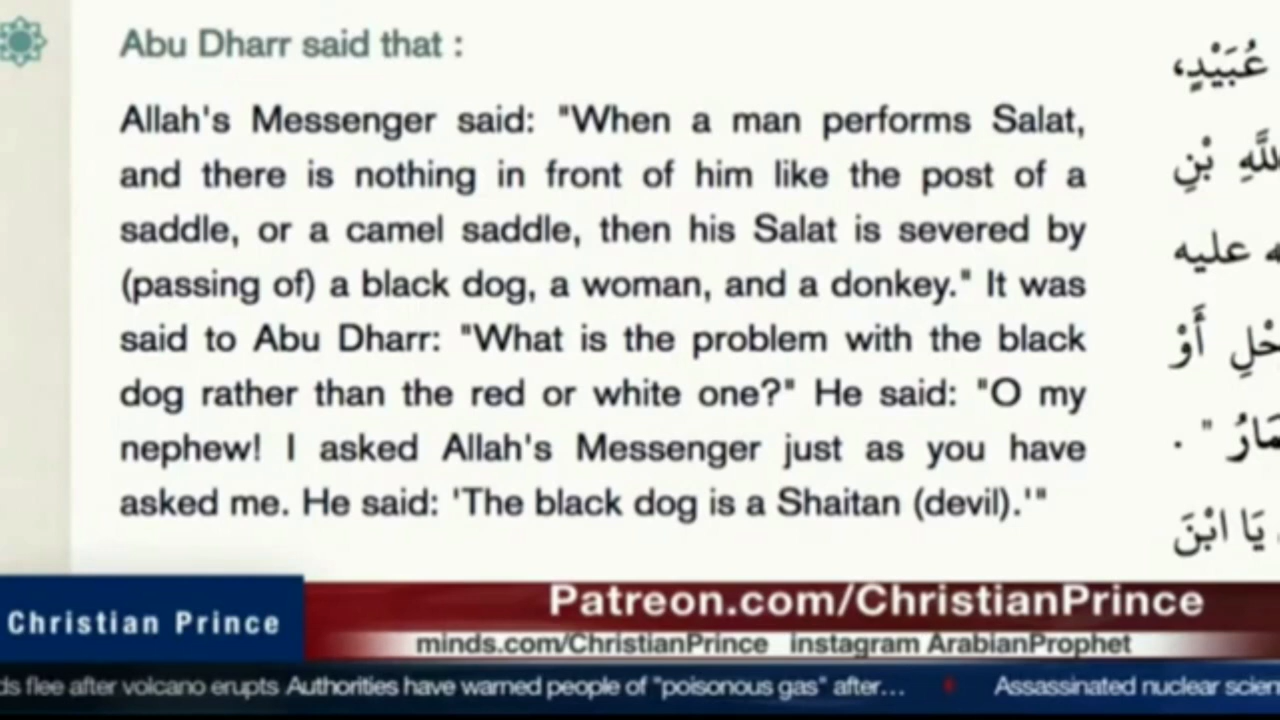 Abu Dharr said that :
Allah's Messenger said: "When a man performs Salat,
and there is nothing in front of him like the post of a
saddle, or a camel saddle, then his Salat is severed by
(passing of) a black dog, a woman, and a donkey." It was
said to Abu Dharr: "What is the problem with the black
dog rather than the red or white one?" He said: "O my
nephew! I asked Allah's Messenger just as you have
asked me. He said: 'The black dog is a Shaitan (devil).'"
عُبَيْدٍ،
بْنِ
عليه
أَوْ
" .
يَا ابْنَ
Christian Prince
Patreon.com/ChristianPrince
minds.com/ChristianPrince instagram ArabianProphet
ds flee after volcano erupts Authorities have warned people of "poisonous gas" after... Assassinated nuclear scien